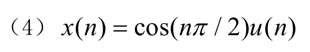 （4）x(n) = cos(nπ / 2)u(n)